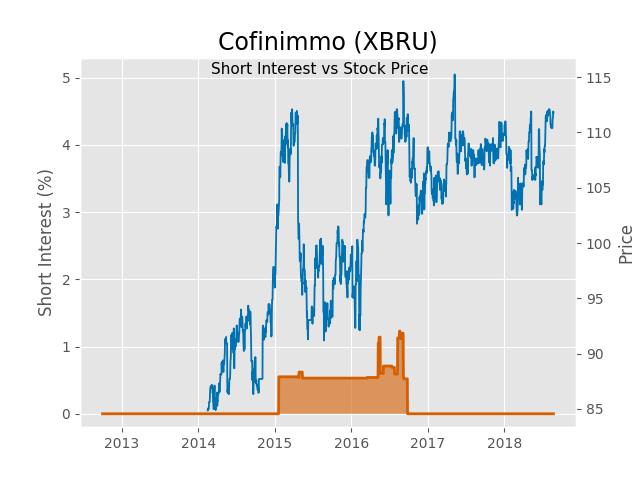 Cofinimmo (XBRU)
Short Interest vs Stock Price
Short Interest (%)
5
4
3
2
1
0
115
110
105
100
95
90
85
Price
2013 2014 2015 2016 2017 2018